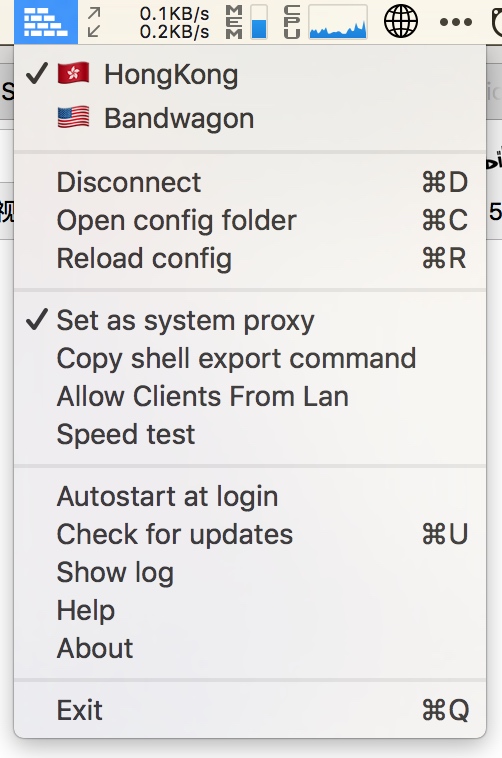 0.1KB/s
0.2KB/s
MEM
CPU
HongKong
Bandwagon
S
Disconnect ⌘D
Open config folder ⌘C
视
5
Reload config ⌘R
Set as system proxy
Copy shell export command
Allow Clients From Lan
Speed test
Autostart at login
Check for updates ⌘U
Show log
Help
About
Exit ⌘Q